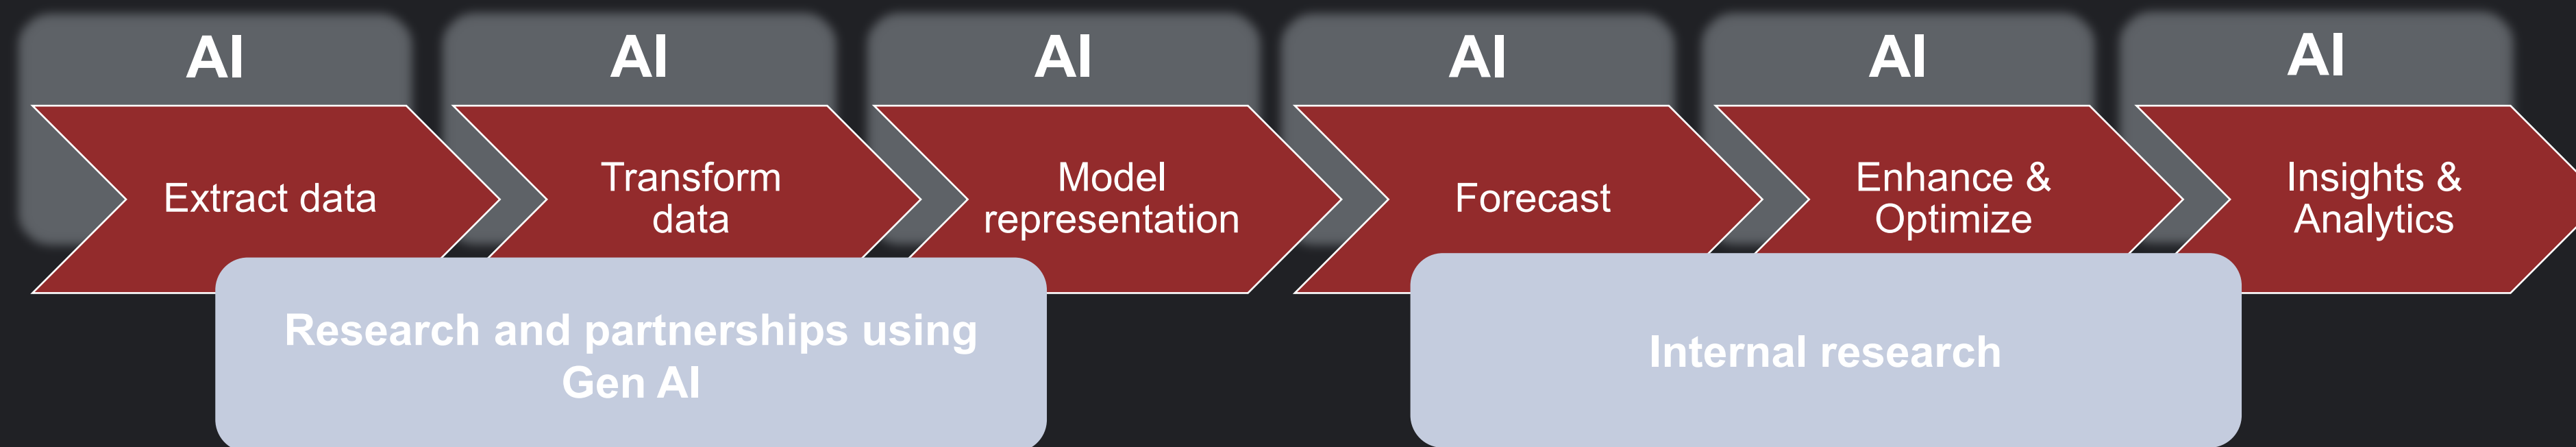 AI
AI
AI
AI
AI
AI
Extract data
Transform
data
Model
representation
Forecast
Enhance &
Optimize
Insights &
Analytics
Research and partnerships using
Gen AI
Internal research